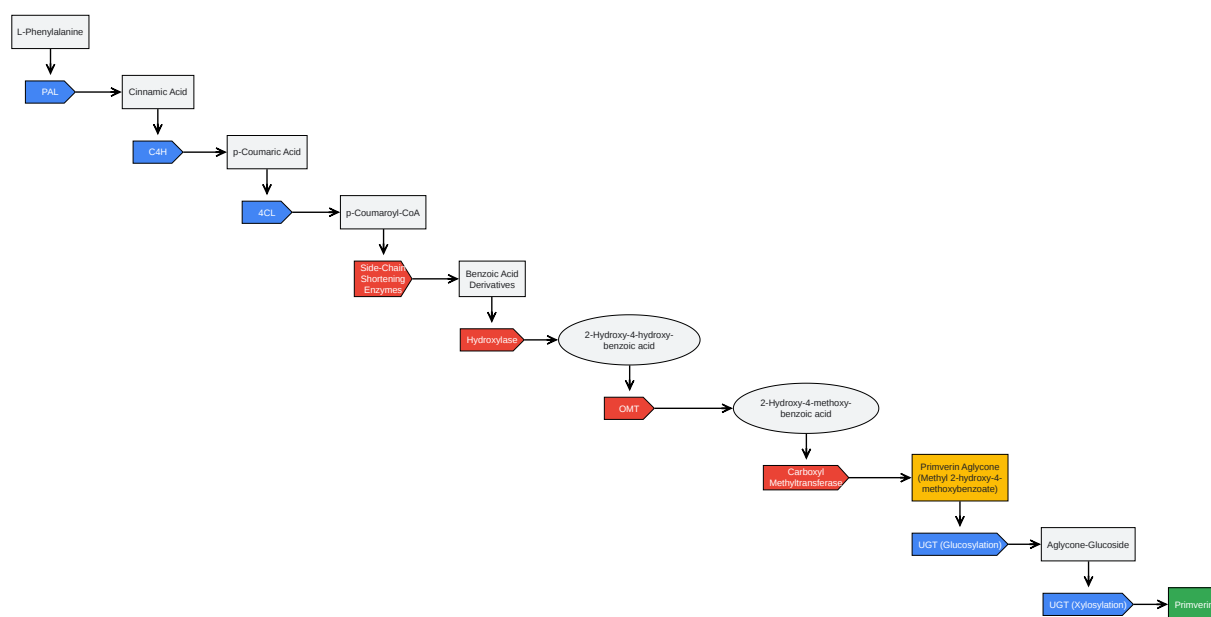 L-Phenylalanine
PAL
Cinnamic Acid
C4H
p-Coumaric Acid
4CL
p-Coumaroyl-CoA
Side-Chain
Shortening
Enzymes
Benzoic Acid
Derivatives
Hydroxylase
2-Hydroxy-4-hydroxy-
benzoic acid
OMT
2-Hydroxy-4-methoxy-
benzoic acid
Carboxyl
Methyltransferase
Primverin Aglycone
(Methyl 2-hydroxy-4-
methoxybenzoate)
UGT (Glucosylation)
Aglycone-Glucoside
UGT (Xylosylation)
Primverin